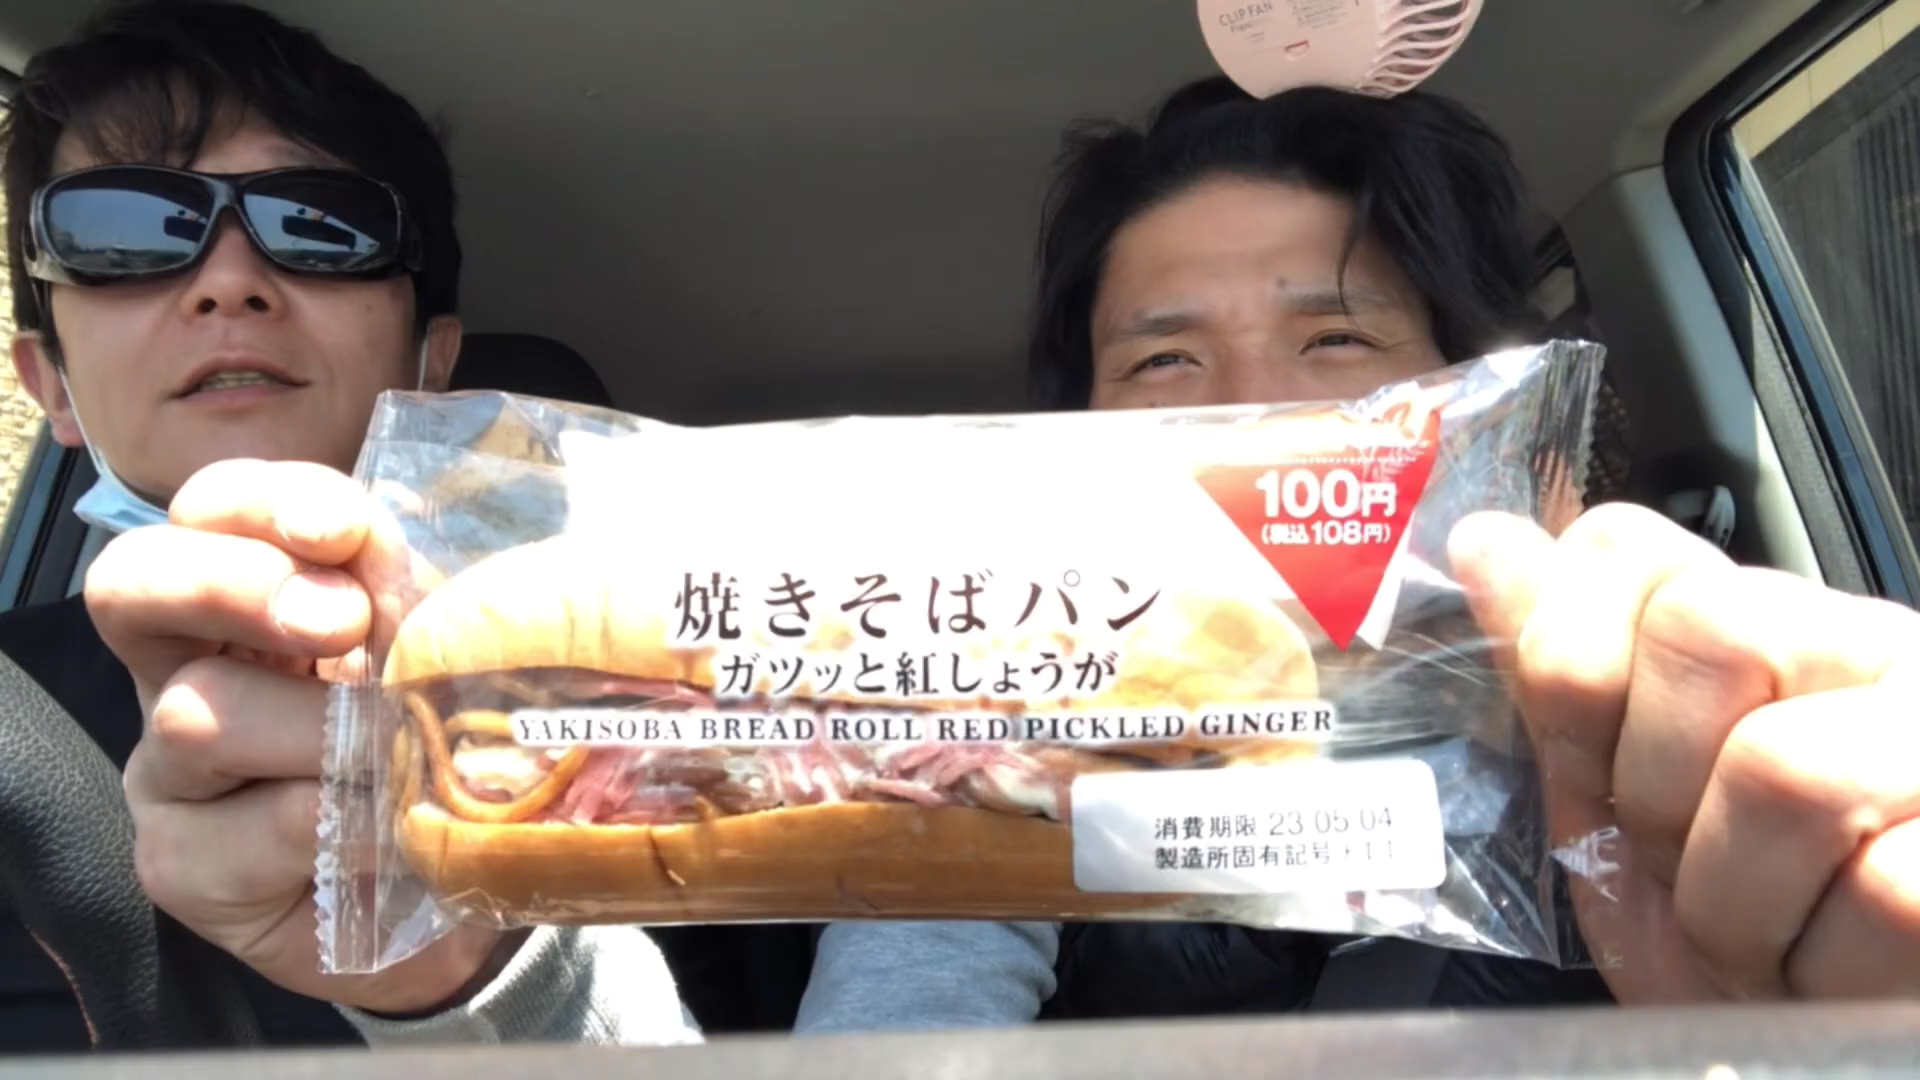 CLIP FAN
100円
(税込108円)
焼きそばパン
ガツッと紅しょうが
YAKISOBA BREAD ROLL RED PICKLED GINGER
消費期限 23.05.04
製造所固有記号